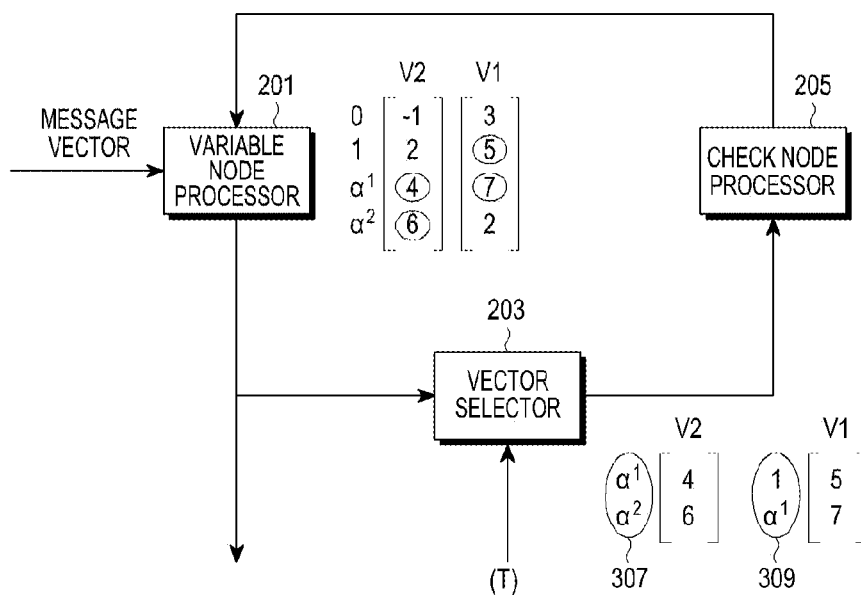 V2 V1
201
205
MESSAGE
VECTOR
VARIABLE
NODE
PROCESSOR
0 -1 3
1 2 5
α¹ 4 7
α² 6 2
CHECK NODE
PROCESSOR
203
VECTOR
SELECTOR
V2 V1
α¹ 4 1 5
α² 6 α¹ 7
(T)
307 309